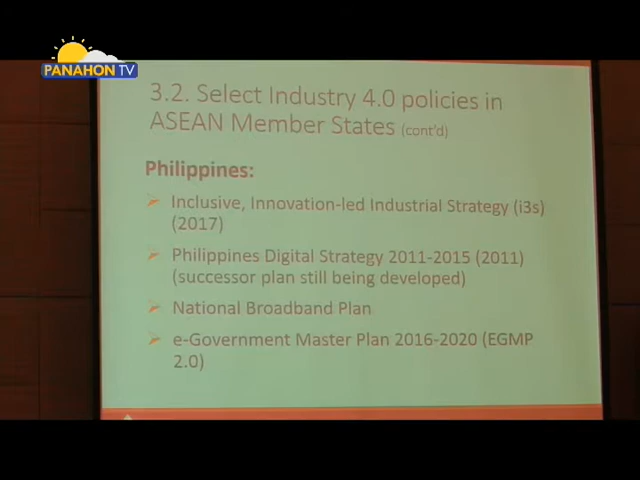 PANAHON TV
3.2. Select Industry 4.0 policies in
ASEAN Member States (cont'd)
Philippines:
Inclusive, Innovation-led Industrial Strategy (i3s)
(2017)
Philippines Digital Strategy 2011-2015 (2011)
(successor plan still being developed)
National Broadband Plan
e-Government Master Plan 2016-2020 (EGMP
2.0)